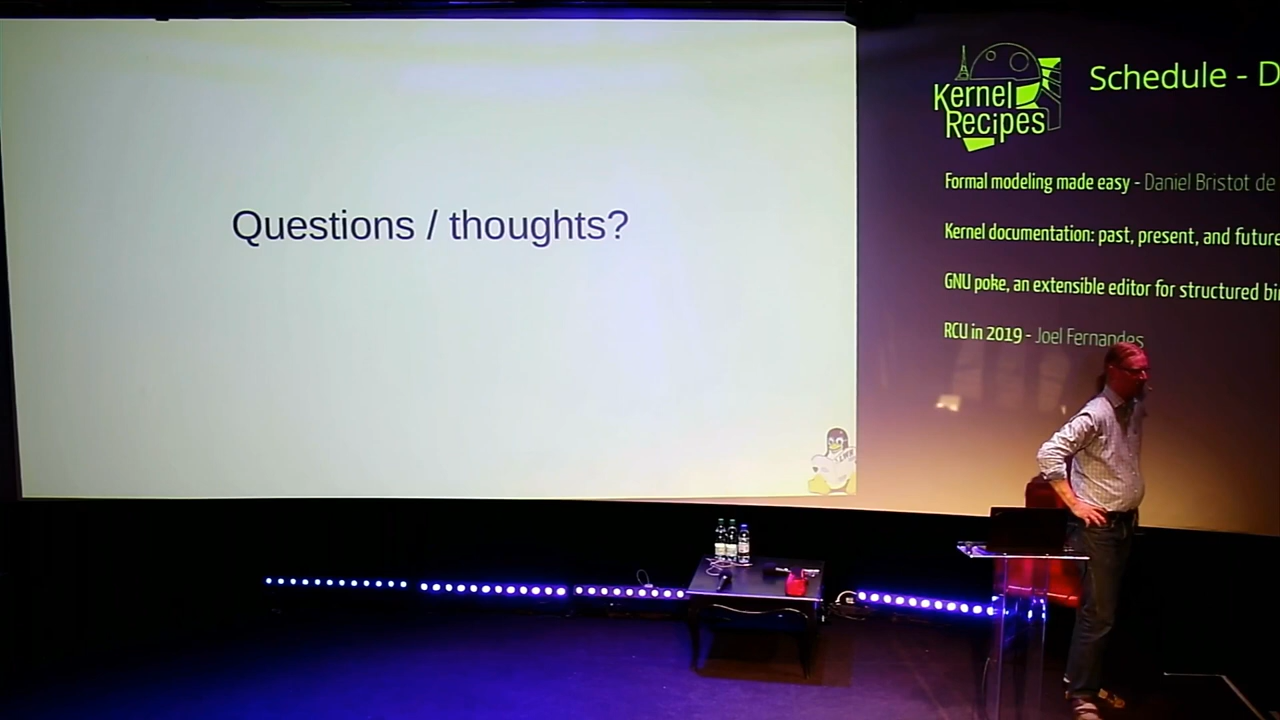 Questions / thoughts?
Kernel
Recipes
Schedule - D
Formal modeling made easy - Daniel Bristot de
Kernel documentation: past, present, and future
GNU poke, an extensible editor for structured bi
RCU in 2019 - Joel Fernandes